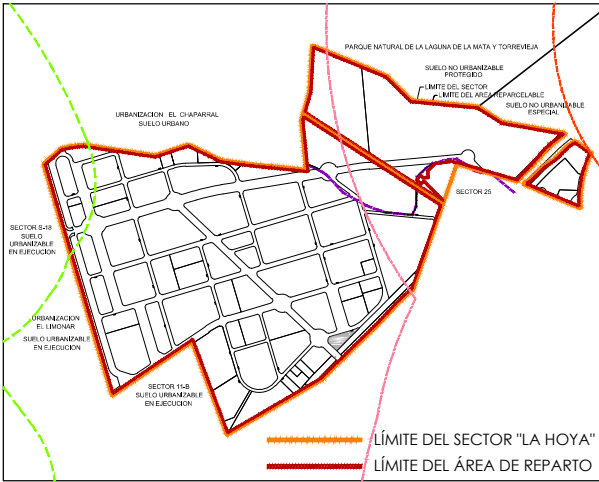 PARQUE NATURAL DE LA LAGUNA DE LA MATA Y TORREVIEJA
SUELO NO URBANIZABLE
PROTEGIDO
LIMITE DEL SECTOR
LIMITE DEL AREA REPARCELABLE
SUELO NO URBANIZABLE
ESPECIAL
URBANIZACION EL CHAPARRAL
SUELO URBANO
SECTOR 25
SECTOR S-18
SUELO
URBANIZABLE
EN EJECUCION
URBANIZACION
EL LIMONAR
SUELO URBANIZABLE
EN EJECUCION
SECTOR 11-B
SUELO URBANIZABLE
EN EJECUCION
LÍMITE DEL SECTOR "LA HOYA"
LÍMITE DEL ÁREA DE REPARTO